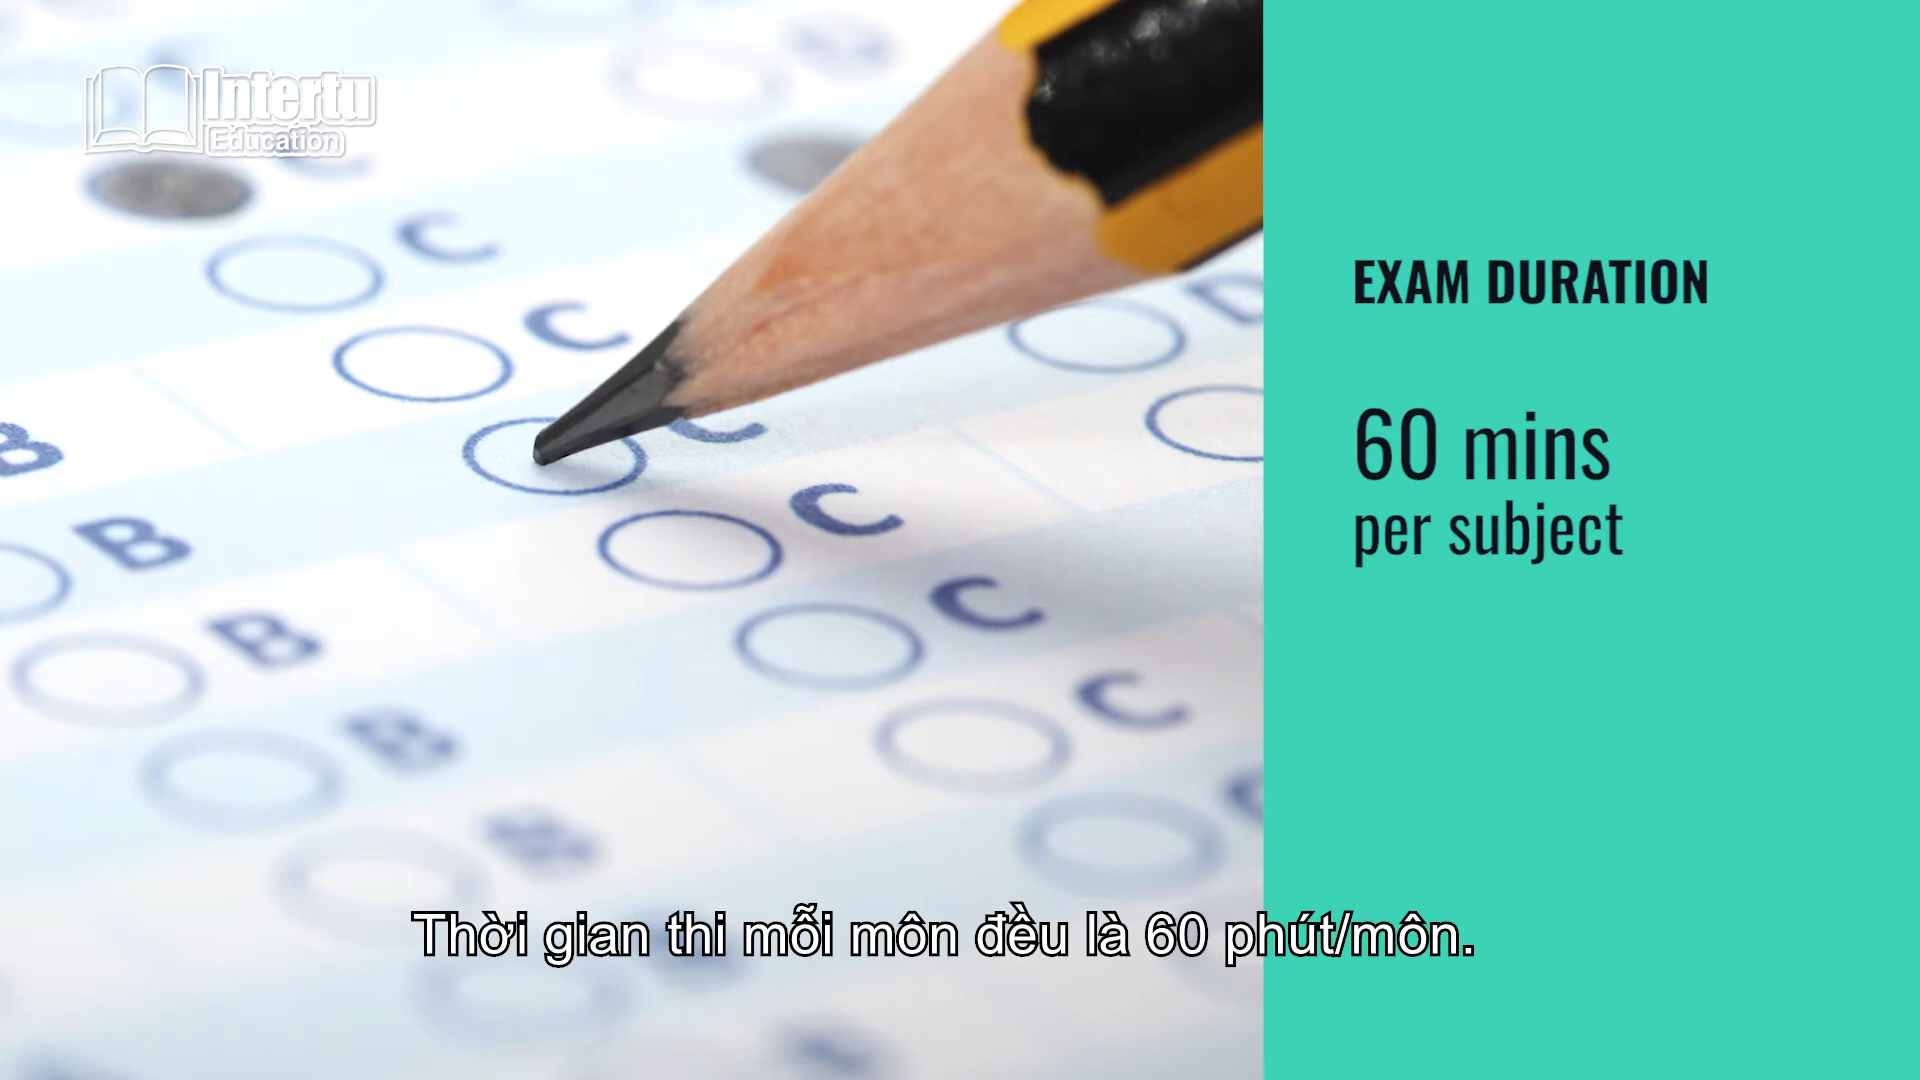 Intertu
Education
EXAM DURATION
60 mins
per subject
C
C
C
C
C
C
B
B
B
B
B
D
Thời gian thi mỗi môn đều là 60 phút/môn.